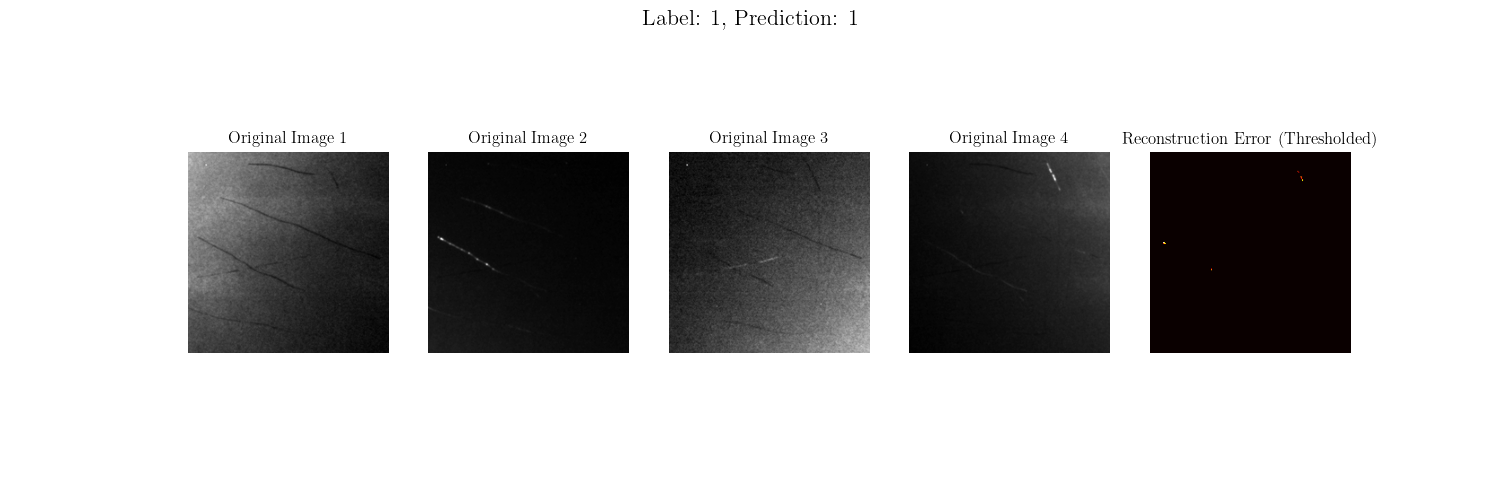 Label: 1, Prediction: 1
Original Image 1
Original Image 2
Original Image 3
Original Image 4
Reconstruction Error (Thresholded)